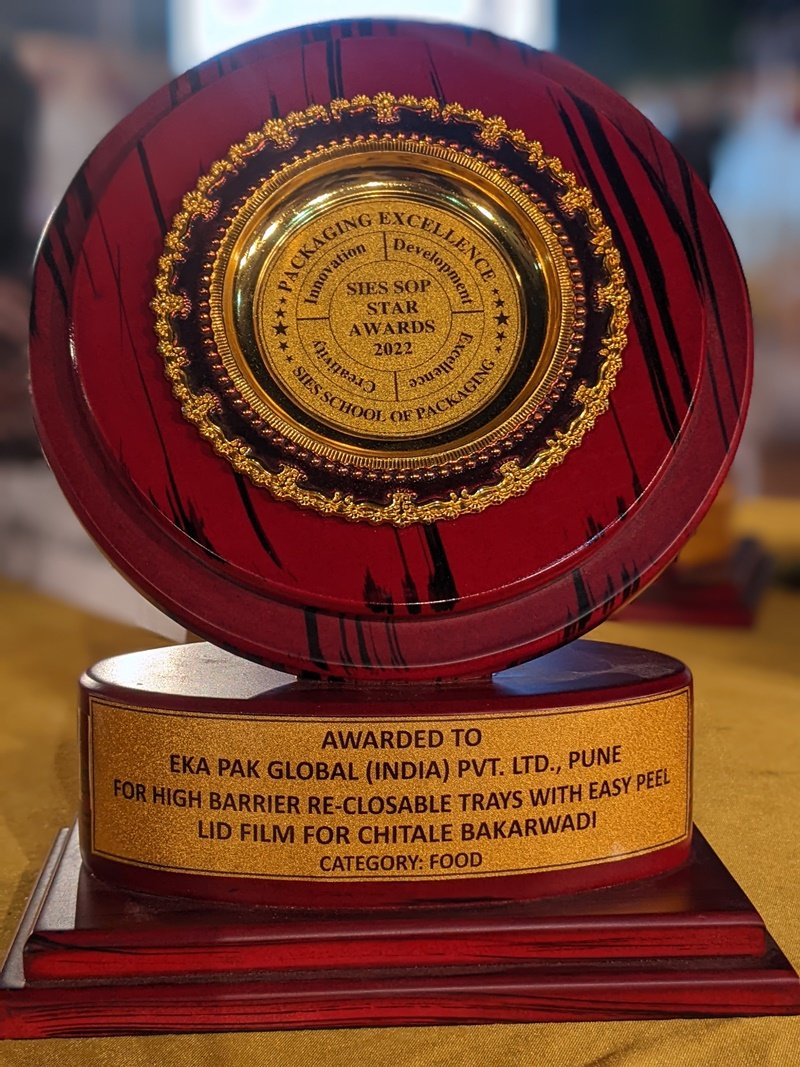 PACKAGING EXCELLENCE
Innovation
Development
SIES SOP
STAR
AWARDS
2022
Creativity
Excellence
SIES SCHOOL OF PACKAGING
AWARDED TO
EKA PAK GLOBAL (INDIA) PVT. LTD., PUNE
FOR HIGH BARRIER RE-CLOSABLE TRAYS WITH EASY PEEL
LID FILM FOR CHITALE BAKARWADI
CATEGORY: FOOD